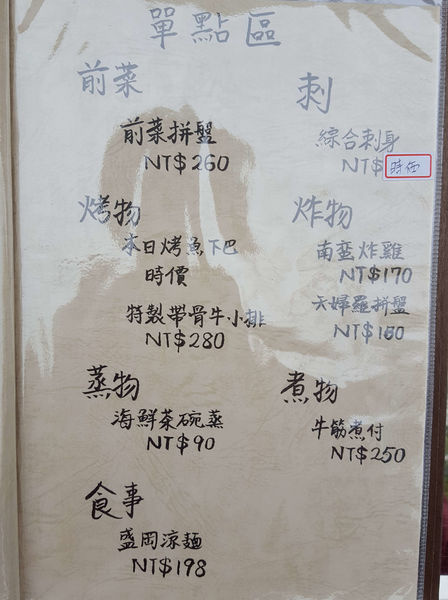 單點區
前菜
前菜拼盤
NT$260
刺
綜合刺身
NT$時価
烤物
本日烤魚下巴
時價
特製帶骨牛小排
NT$280
炸物
南蛮炸雞
NT$170
天婦羅拼盤
NT$160
蒸物
海鮮茶碗蒸
NT$90
煮物
牛筋煮付
NT$250
食事
盛岡涼麵
NT$198